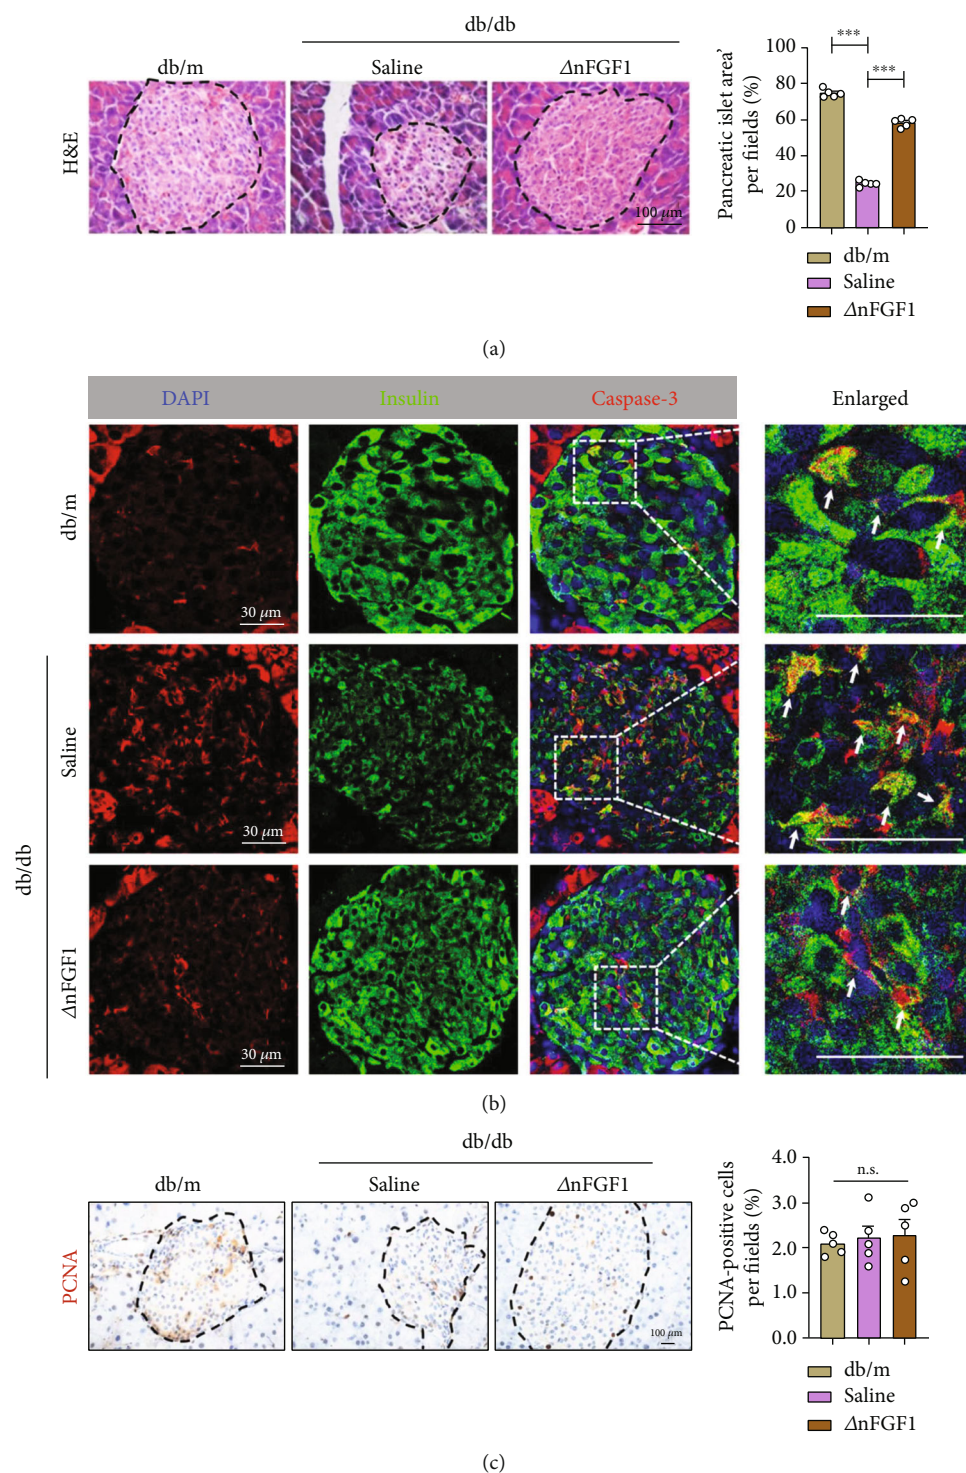 db/db
db/m
Saline
ΔnFGF1
H&E
100 μm
Pancreatic islet area'
per fiields (%)
100
80
60
40
20
0
***
***
db/m
Saline
ΔnFGF1
(a)
DAPI
Insulin
Caspase-3
Enlarged
db/m
30 μm
db/db
Saline
30 μm
ΔnFGF1
30 μm
(b)
db/db
db/m
Saline
ΔnFGF1
PCNA
100 μm
PCNA-positive cells
per fiields (%)
4.0
3.0
2.0
1.0
0.0
n.s.
db/m
Saline
ΔnFGF1
(c)